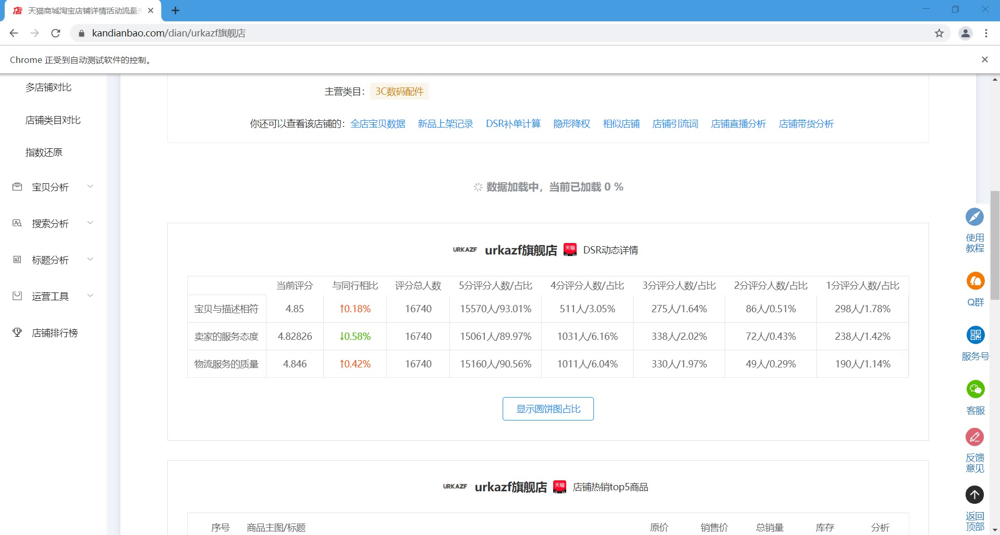 天猫商城淘宝店铺详情活动流量
kandianbao.com/dian/urkazf旗舰店
Chrome 正受到自动测试软件的控制。
多店铺对比
店铺类目对比
指数还原
宝贝分析
搜索分析
标题分析
运营工具
店铺排行榜
主营类目： 3C数码配件
你还可以查看该店铺的： 全店宝贝数据 新品上架记录 DSR补单计算 隐形降权 相似店铺 店铺引流词 店铺直播分析 店铺带货分析
数据加载中，当前已加载 0 %
URKAZF urkazf旗舰店 天猫 DSR动态详情
当前评分 与同行相比 评分总人数 5分评分人数/占比 4分评分人数/占比 3分评分人数/占比 2分评分人数/占比 1分评分人数/占比
宝贝与描述相符 4.85 ↑0.18% 16740 15570人/93.01% 511人/3.05% 275人/1.64% 86人/0.51% 298人/1.78%
卖家的服务态度 4.82826 ↓0.58% 16740 15061人/89.97% 1031人/6.16% 338人/2.02% 72人/0.43% 238人/1.42%
物流服务的质量 4.846 ↑0.42% 16740 15160人/90.56% 1011人/6.04% 330人/1.97% 49人/0.29% 190人/1.14%
显示圆饼图占比
URKAZF urkazf旗舰店 天猫 店铺热销top5商品
序号 商品主图/标题 原价 销售价 总销量 库存 分析
使用
教程
Q群
服务号
客服
反馈
意见
返回
顶部